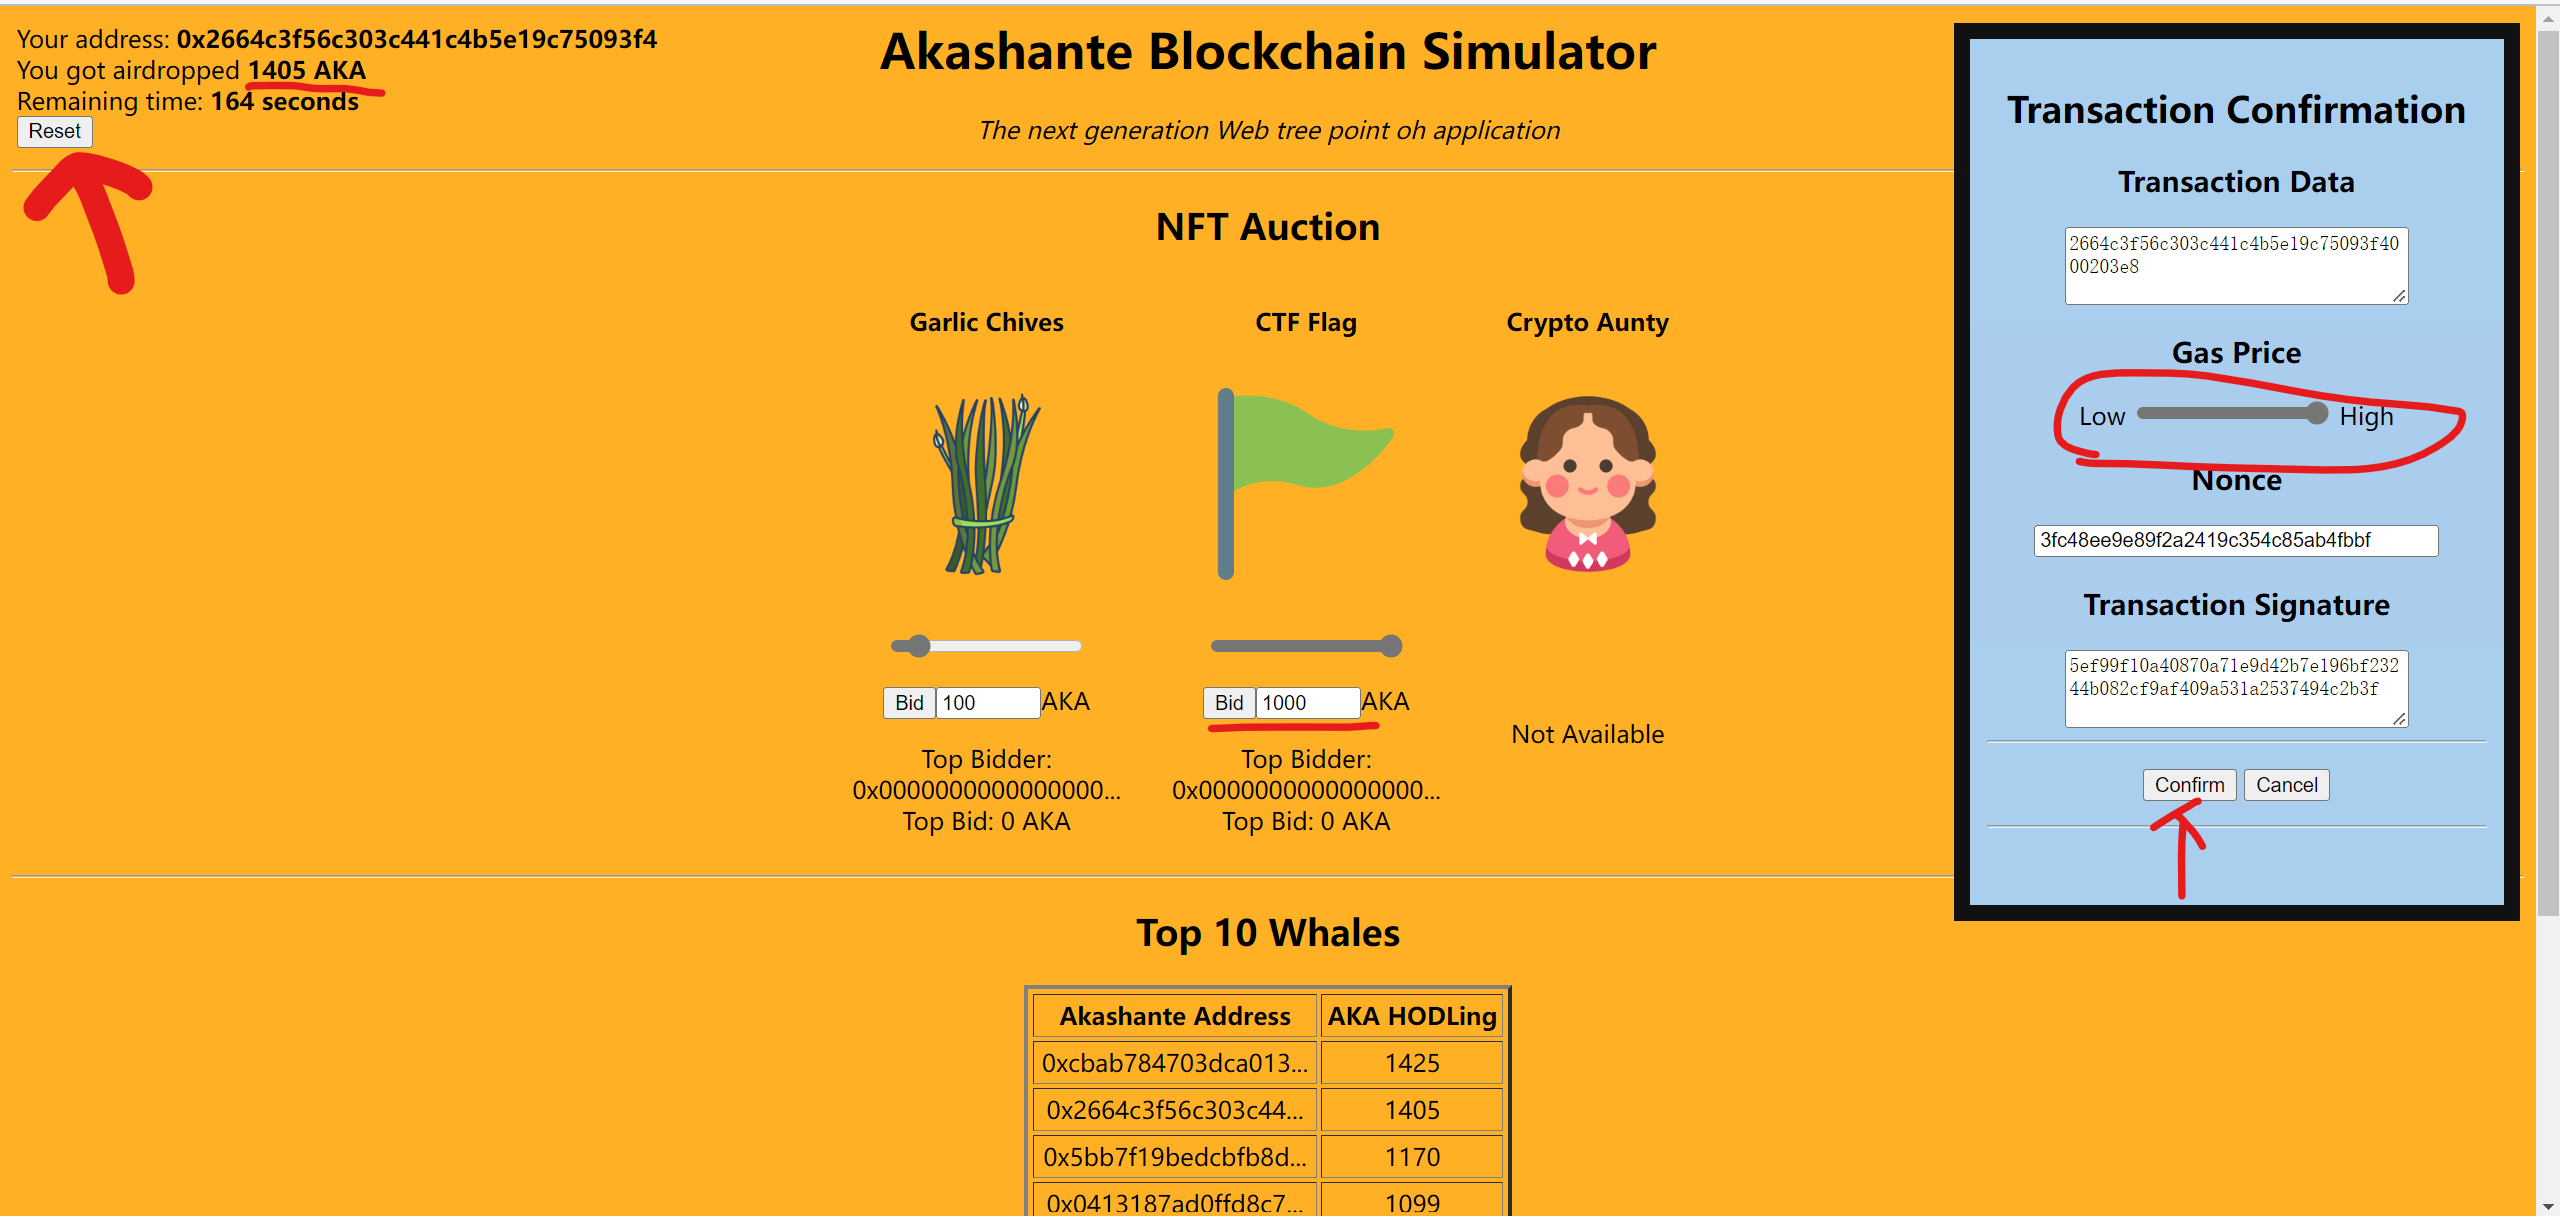 Your address: 0x2664c3f56c303c441c4b5e19c75093f4
You got airdropped 1405 AKA
Remaining time: 164 seconds
Reset
Akashante Blockchain Simulator
The next generation Web tree point oh application
NFT Auction
Garlic Chives
CTF Flag
Crypto Aunty
Bid 100 AKA
Bid 1000 AKA
Top Bidder:
0x0000000000000000...
Top Bid: 0 AKA
Top Bidder:
0x0000000000000000...
Top Bid: 0 AKA
Not Available
Top 10 Whales
Akashante Address AKA HODLing
0xcbab784703dca013... 1425
0x2664c3f56c303c44... 1405
0x5bb7f19bedcbfb8d... 1170
0x0413187ad0ffd8c7... 1099
Transaction Confirmation
Transaction Data
2664c3f56c303c441c4b5e19c75093f40
00203e8
Gas Price
Low High
Nonce
3fc48ee9e89f2a2419c354c85ab4fbbf
Transaction Signature
5ef99f10a40870a71e9d42b7e196bf232
44b082cf9af409a531a2537494c2b3f
Confirm Cancel